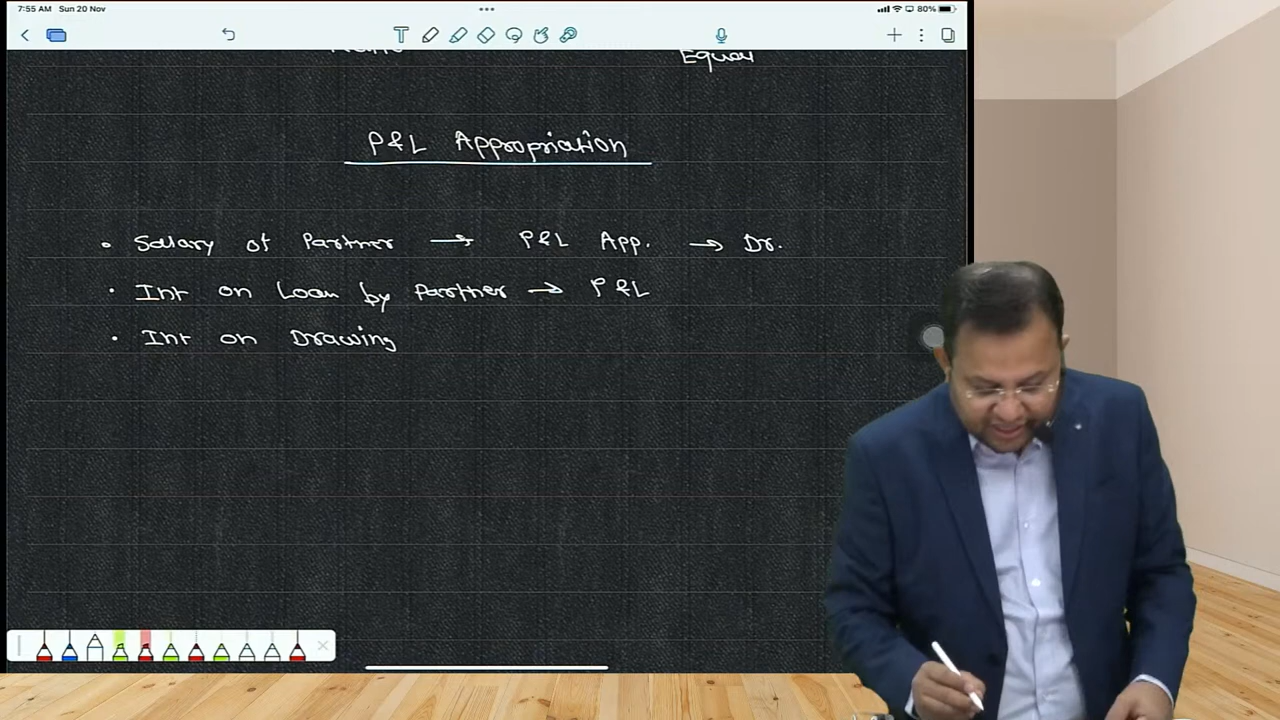 7:55 AM Sun 20 Nov
80%
Equal
P&L Appropriation
• Salary of Partner → P&L App. → Dr.
• Int on Loan by Partner → P&L
• Int on Drawing